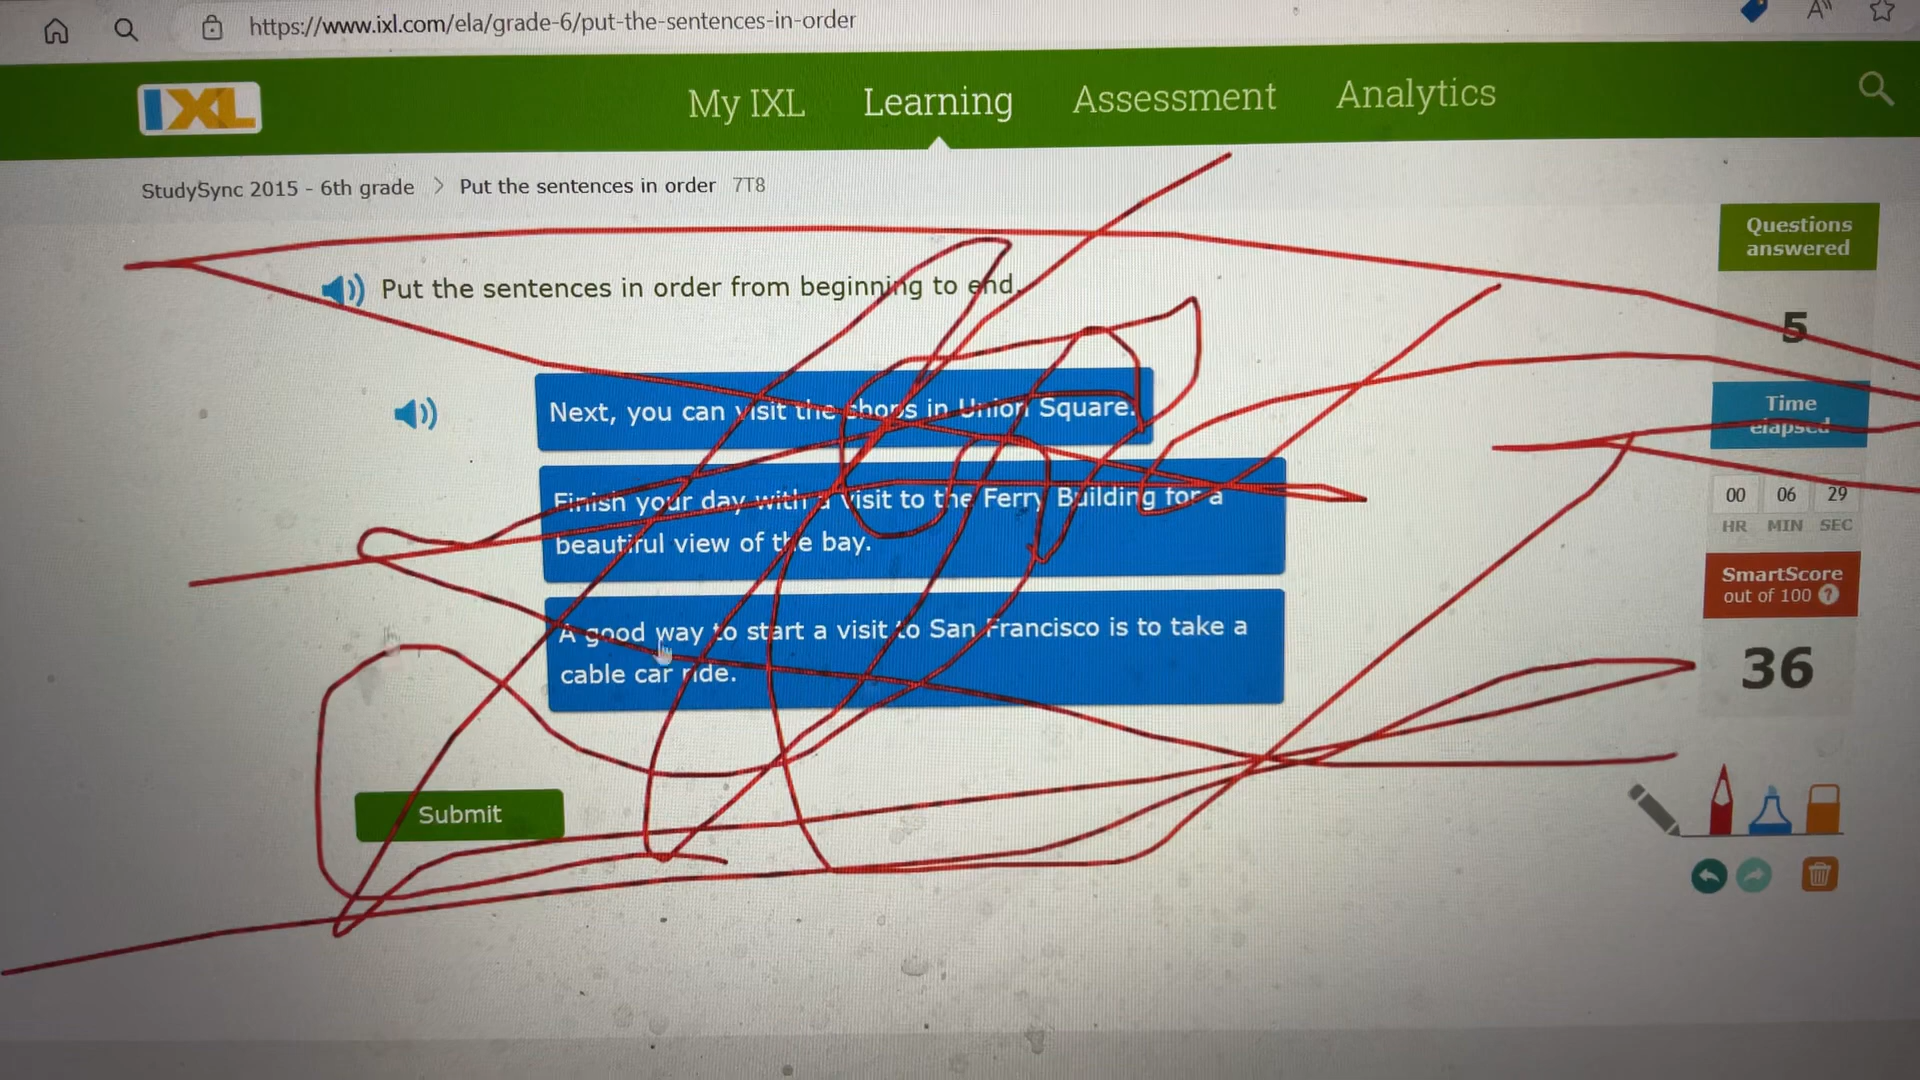 https://www.ixl.com/ela/grade-6/put-the-sentences-in-order
A
IXL
My IXL Learning Assessment Analytics
StudySync 2015 - 6th grade > Put the sentences in order 7T8
Put the sentences in order from beginning to end.
Next, you can visit the shops in Union Square.
Finish your day with a visit to the Ferry Building for a
beautiful view of the bay.
A good way to start a visit to San Francisco is to take a
cable car ride.
Submit
Questions
answered
5
Time
elapsed
00 06 29
HR MIN SEC
SmartScore
out of 100 ?
36